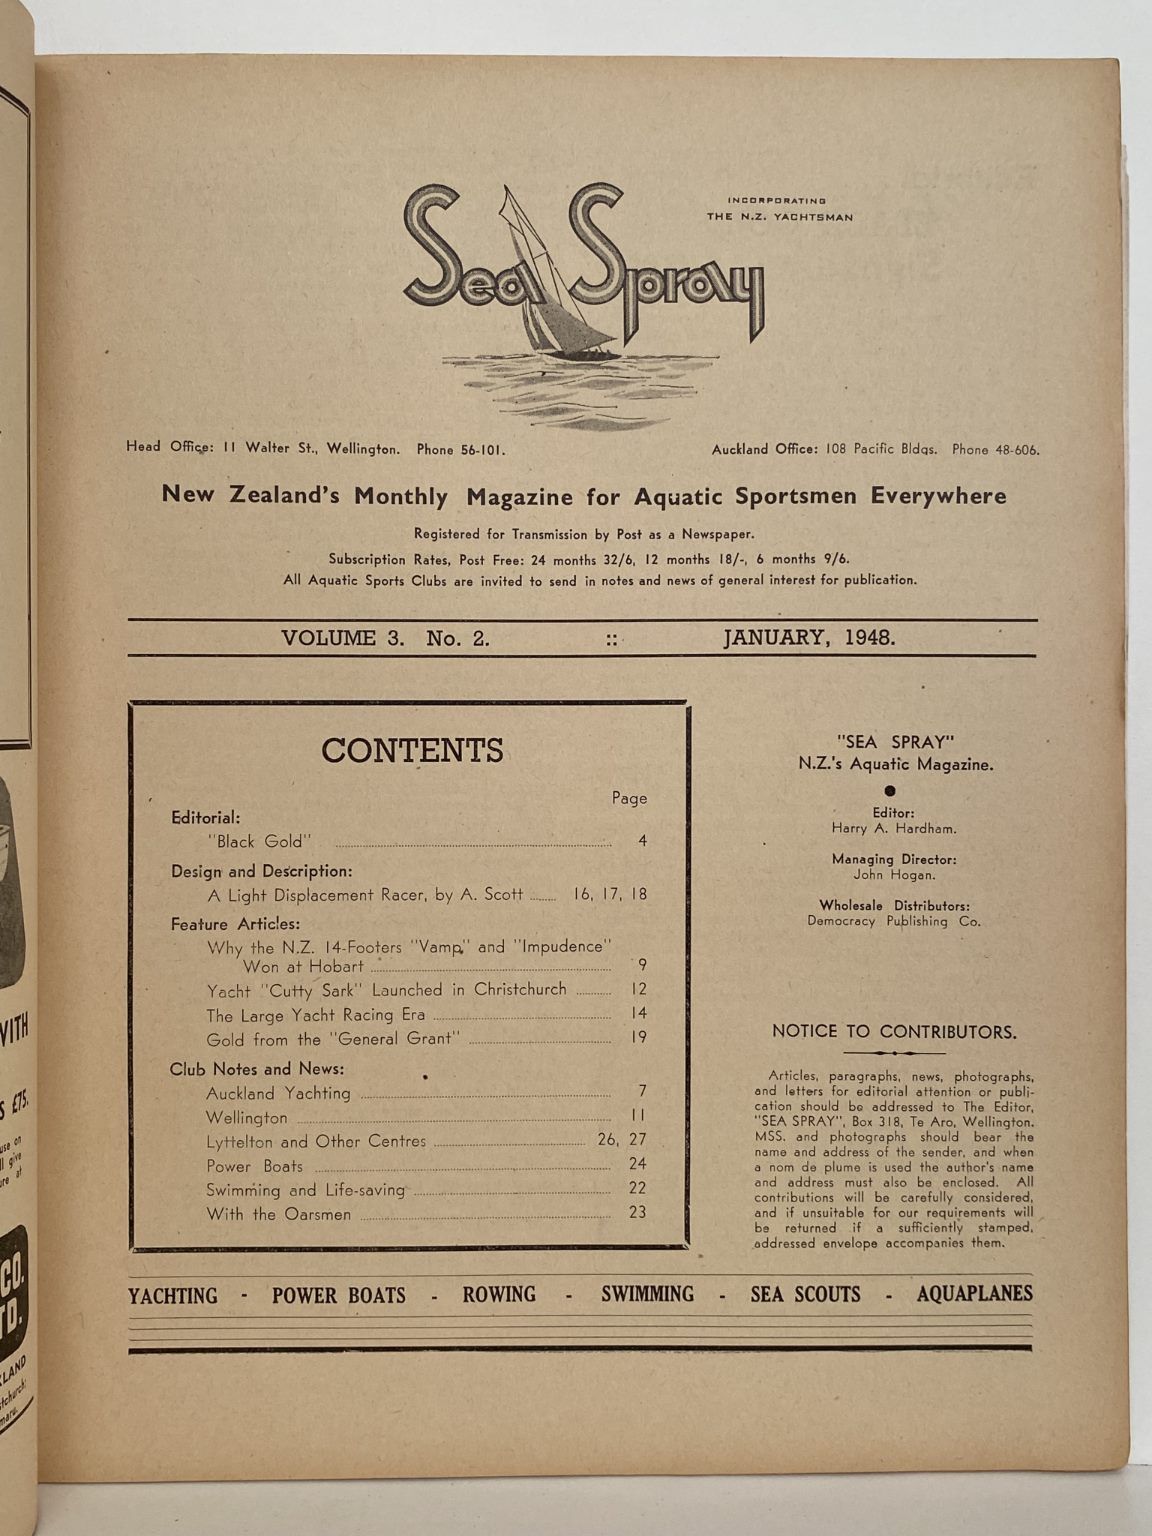 Sea Spray
INCORPORATING
THE N.Z. YACHTSMAN
Head Office: 11 Walter St., Wellington. Phone 56-101.
Auckland Office: 108 Pacific Bldgs. Phone 48-606.
New Zealand's Monthly Magazine for Aquatic Sportsmen Everywhere
Registered for Transmission by Post as a Newspaper.
Subscription Rates, Post Free: 24 months 32/6, 12 months 18/-, 6 months 9/6.
All Aquatic Sports Clubs are invited to send in notes and news of general interest for publication.
VOLUME 3. No. 2. :: JANUARY, 1948.
CONTENTS
Page
Editorial:
"Black Gold" 4
Design and Description:
A Light Displacement Racer, by A. Scott 16, 17, 18
Feature Articles:
Why the N.Z. 14-Footers "Vamp" and "Impudence"
Won at Hobart 9
Yacht "Cutty Sark" Launched in Christchurch 12
The Large Yacht Racing Era 14
Gold from the "General Grant" 19
Club Notes and News:
Auckland Yachting 7
Wellington 11
Lyttelton and Other Centres 26, 27
Power Boats 24
Swimming and Life-saving 22
With the Oarsmen 23
"SEA SPRAY"
N.Z.'s Aquatic Magazine.
Editor:
Harry A. Hardham.
Managing Director:
John Hogan.
Wholesale Distributors:
Democracy Publishing Co.
NOTICE TO CONTRIBUTORS.
Articles, paragraphs, news, photographs,
and letters for editorial attention or publi-
cation should be addressed to The Editor,
"SEA SPRAY", Box 318, Te Aro, Wellington.
MSS. and photographs should bear the
name and address of the sender, and when
a nom de plume is used the author's name
and address must also be enclosed. All
contributions will be carefully considered,
and if unsuitable for our requirements will
be returned if a sufficiently stamped,
addressed envelope accompanies them.
YACHTING - POWER BOATS - ROWING - SWIMMING - SEA SCOUTS - AQUAPLANES
£75.
use on
give
at
CO.